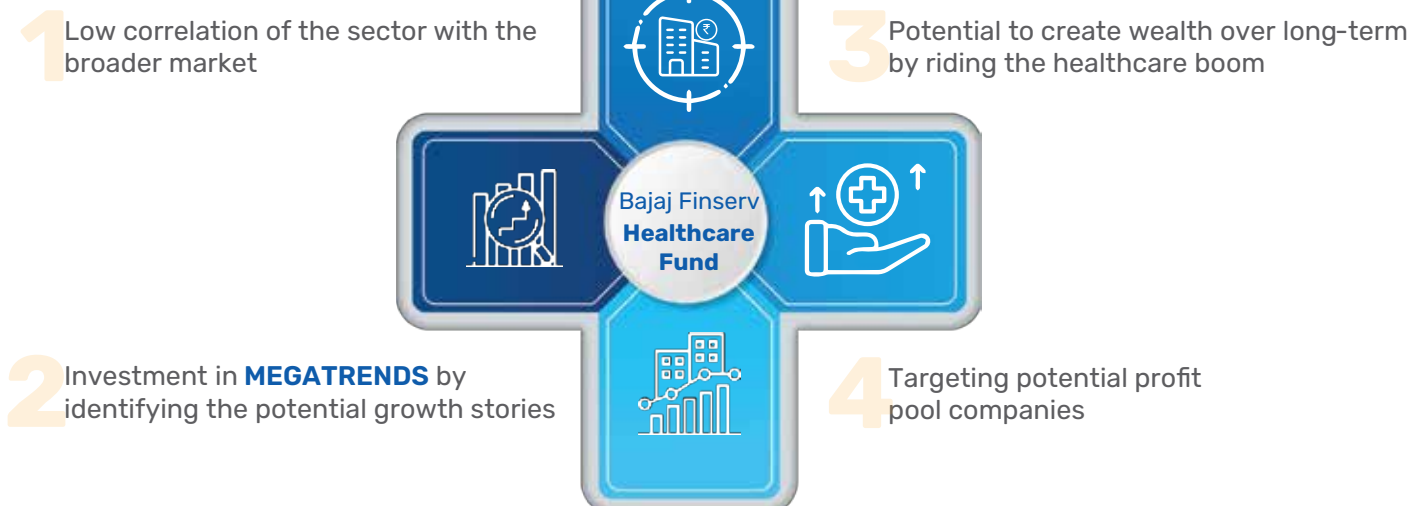 1
Low correlation of the sector with the
broader market
2
Investment in MEGATRENDS by
identifying the potential growth stories
₹
Bajaj Finserv
Healthcare
Fund
3
Potential to create wealth over long-term
by riding the healthcare boom
4
Targeting potential profit
pool companies